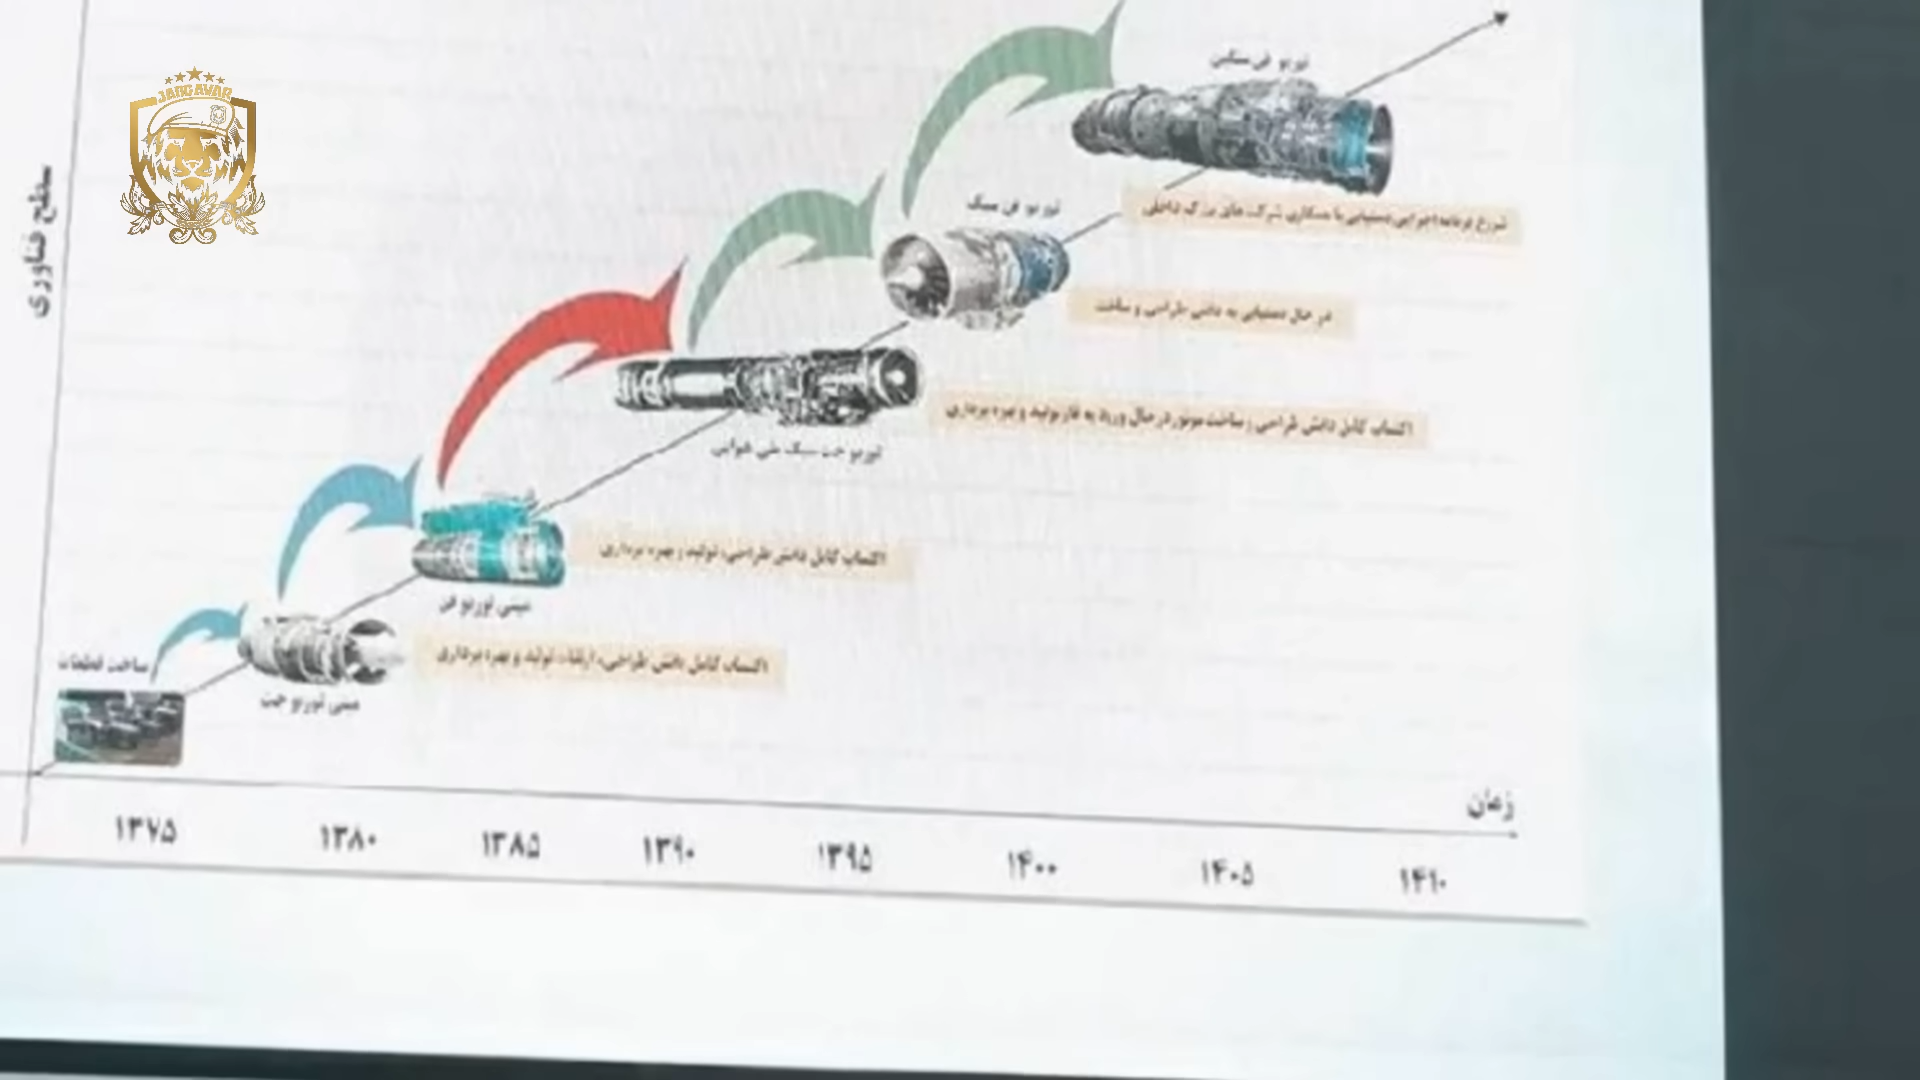 JANGAVAR
سطح فناوری
توربو فن سنگین
شروع برنامه اجرایی دستیابی با همکاری شرکت های بزرگ داخلی
توربو فن سبک
در حال دستیابی به دانش طراحی و ساخت
اکتساب کامل دانش طراحی و ساخت موتور در حال ورود به فاز تولید و بهره برداری
توربو جت سبک ملی هوایی
اکتساب کامل دانش طراحی، تولید و بهره برداری
مینی توربو فن
اکتساب کامل دانش طراحی، ارتقاء، تولید و بهره برداری
ساخت قطعات
مینی توربو جت
زمان
۱۳۷۵ ۱۳۸۰ ۱۳۸۵ ۱۳۹۰ ۱۳۹۵ ۱۴۰۰ ۱۴۰۵ ۱۴۱۰